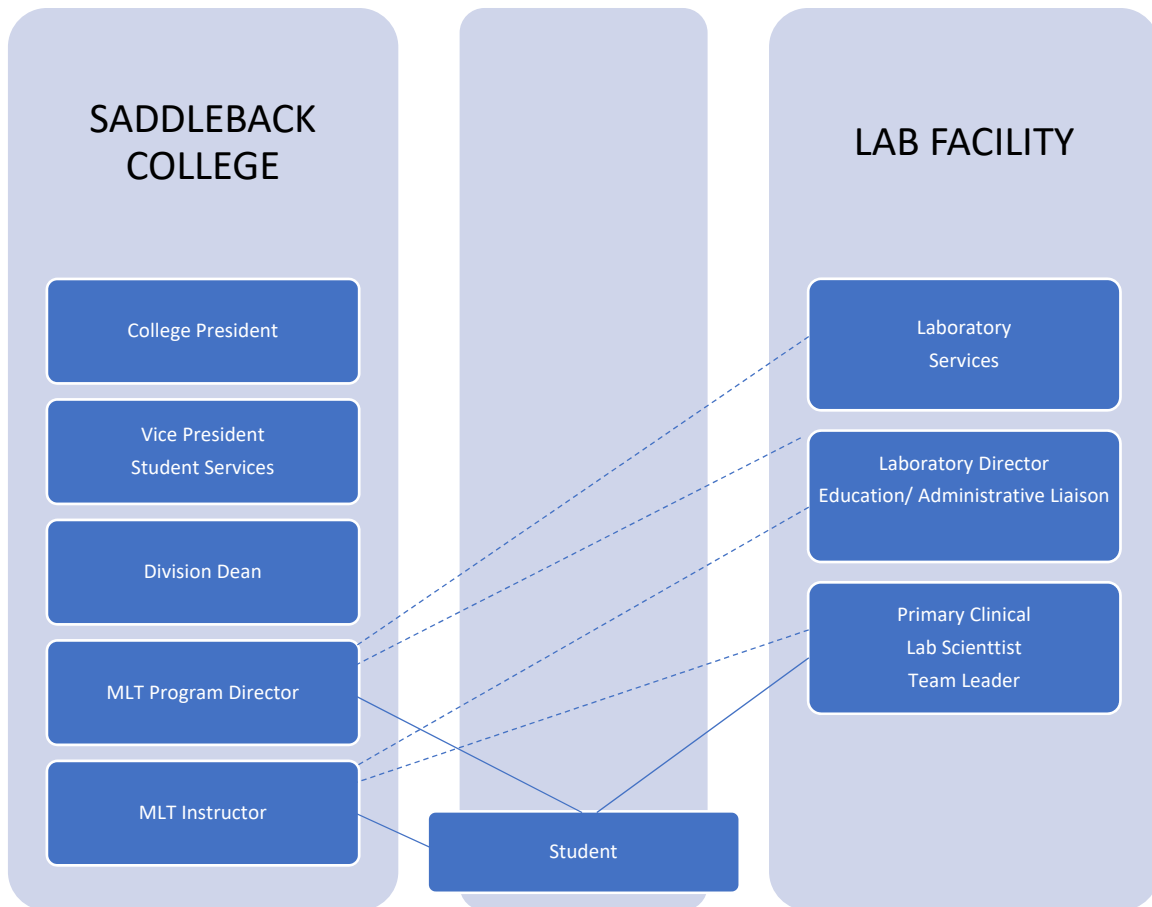 SADDLEBACK
COLLEGE
College President
Vice President
Student Services
Division Dean
MLT Program Director
MLT Instructor
Student
LAB FACILITY
Laboratory
Services
Laboratory Director
Education/ Administrative Liaison
Primary Clinical
Lab Scienttist
Team Leader